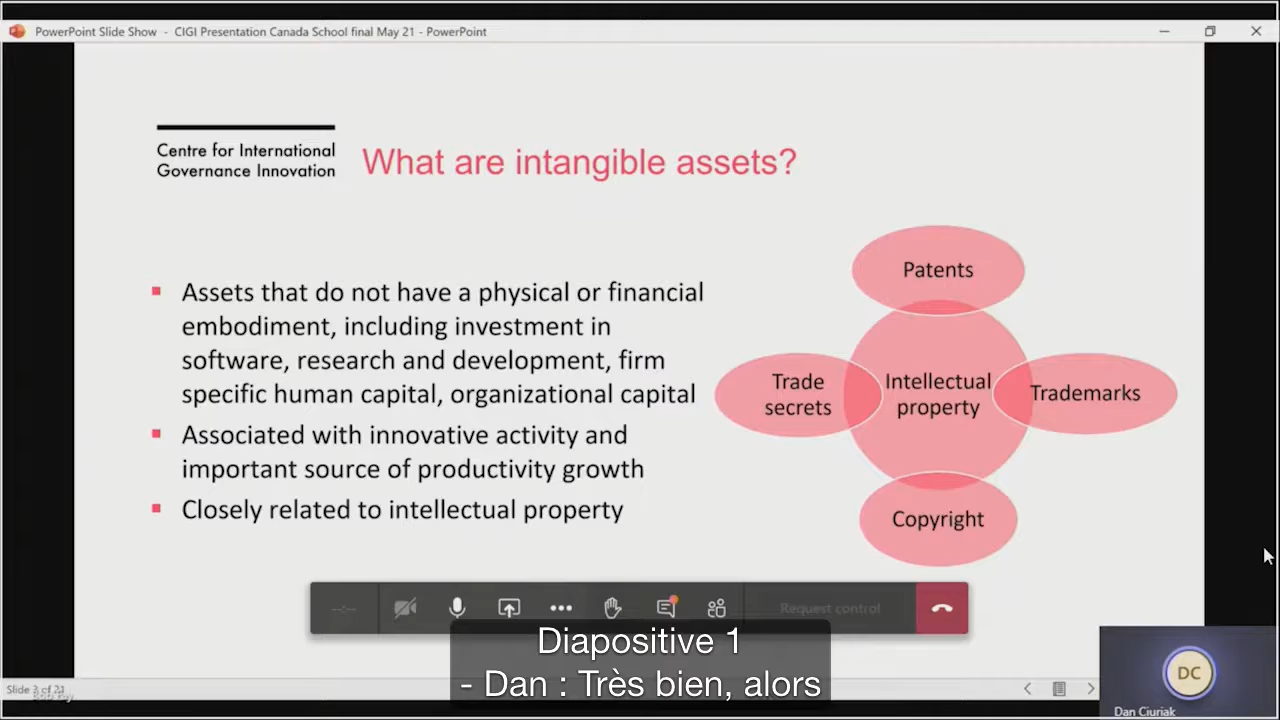 PowerPoint Slide Show - CIGI Presentation Canada School final May 21 - PowerPoint
Centre for International
Governance Innovation
What are intangible assets?
Assets that do not have a physical or financial
embodiment, including investment in
software, research and development, firm
specific human capital, organizational capital
Associated with innovative activity and
important source of productivity growth
Closely related to intellectual property
Patents
Trade
secrets
Intellectual
property
Trademarks
Copyright
--:--
Request control
Diapositive 1
- Dan : Très bien, alors
DC
Dan Ciuriak
Slide
of 21